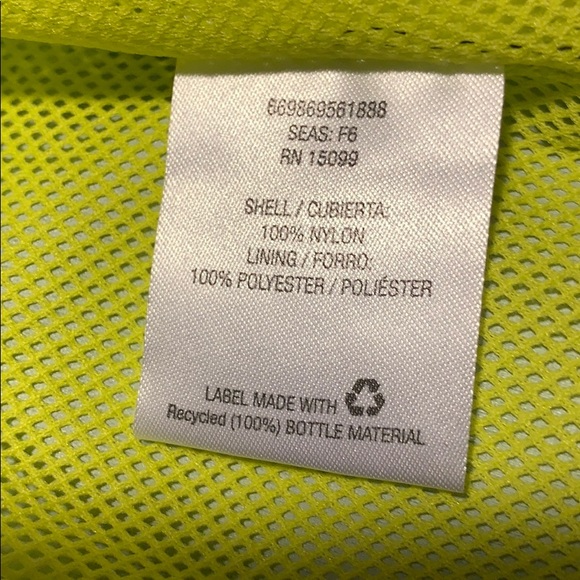 669869561888
SEAS: F6
RN 15099
SHELL / CUBIERTA:
100% NYLON
LINING / FORRO:
100% POLYESTER / POLIÉSTER
LABEL MADE WITH
Recycled (100%) BOTTLE MATERIAL